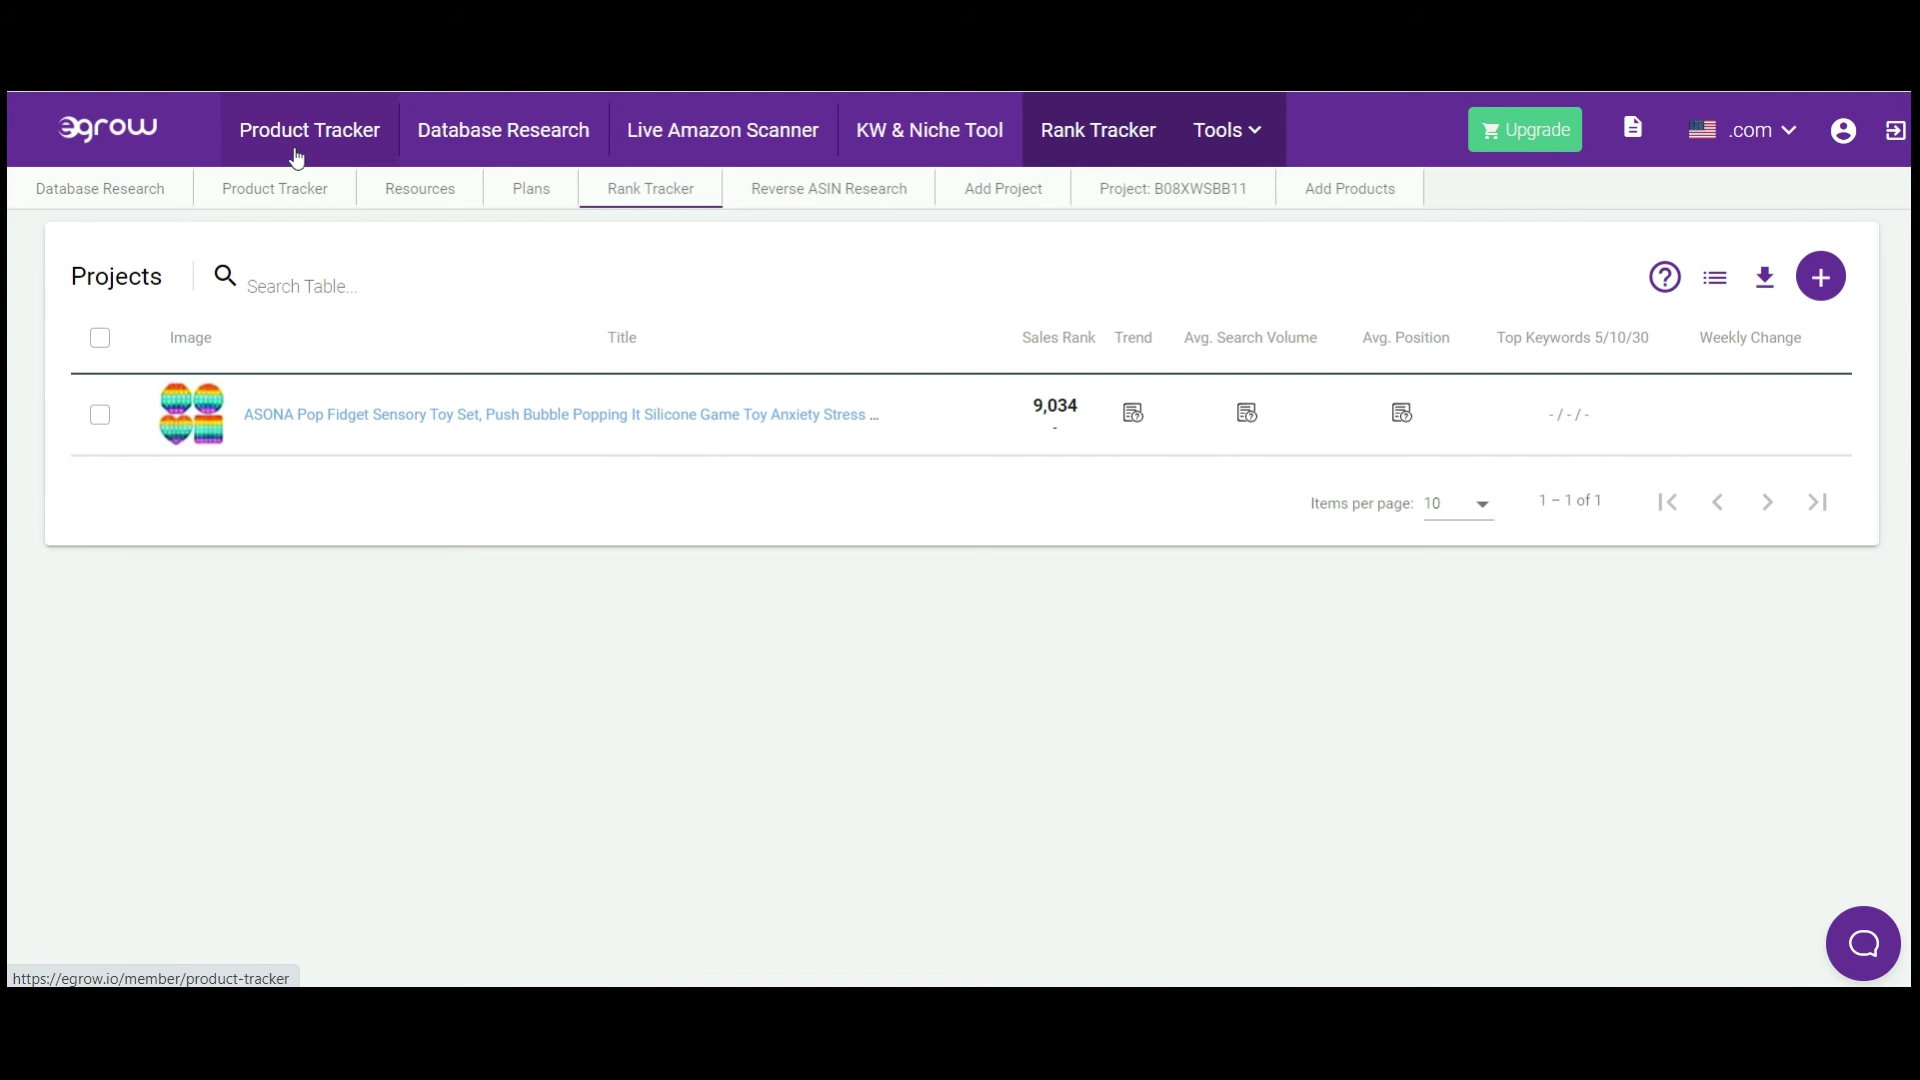 egrow
Product Tracker
Database Research
Live Amazon Scanner
KW & Niche Tool
Rank Tracker
Tools
Upgrade
.com
Database Research
Product Tracker
Resources
Plans
Rank Tracker
Reverse ASIN Research
Add Project
Project: B08XWSBB11
Add Products
Projects
Search Table...
Image
Title
Sales Rank
Trend
Avg. Search Volume
Avg. Position
Top Keywords 5/10/30
Weekly Change
ASONA Pop Fidget Sensory Toy Set, Push Bubble Popping It Silicone Game Toy Anxiety Stress ...
9,034
-
- / - / -
Items per page: 10
1 – 1 of 1
https://egrow.io/member/product-tracker